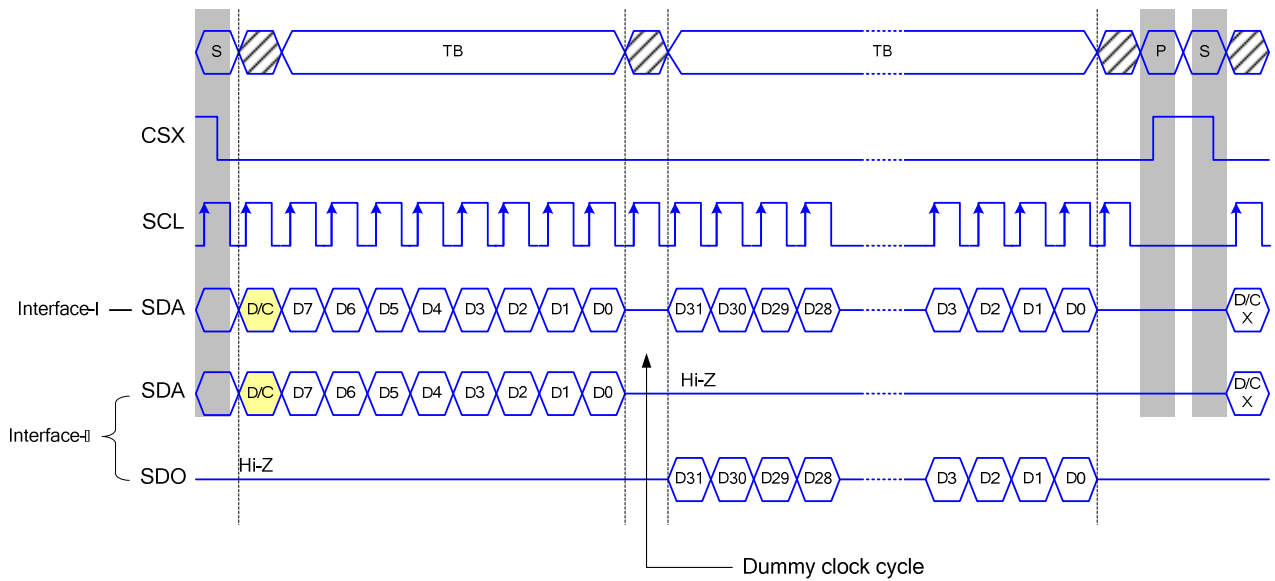 S TB TB P S
CSX
SCL
Interface-I SDA D/C D7 D6 D5 D4 D3 D2 D1 D0 D31 D30 D29 D28 D3 D2 D1 D0 D/C X
SDA D/C D7 D6 D5 D4 D3 D2 D1 D0 Hi-Z D/C X
Interface-▯
SDO Hi-Z D31 D30 D29 D28 D3 D2 D1 D0
Dummy clock cycle